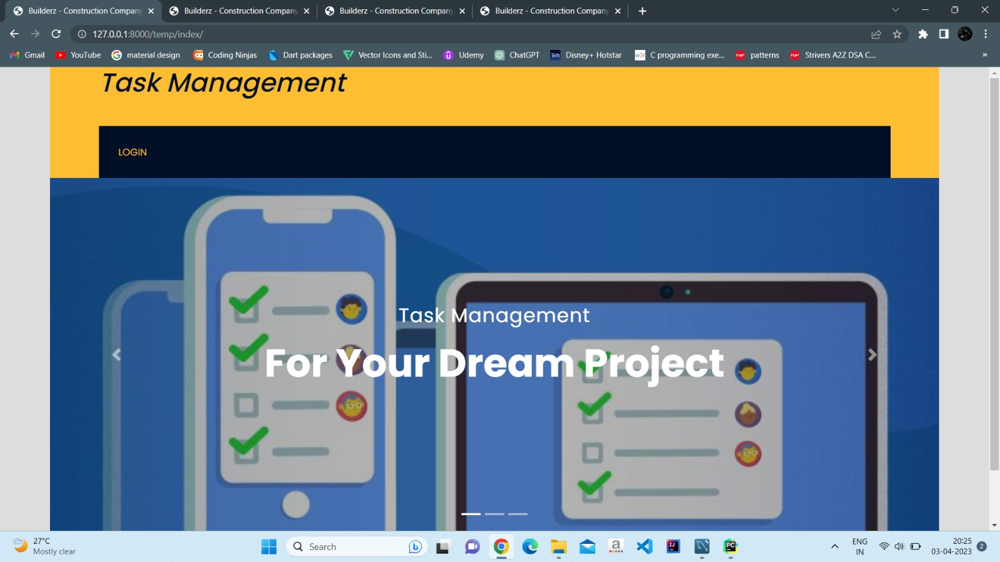 Builderz - Construction Company
Builderz - Construction Company
Builderz - Construction Company
Builderz - Construction Company
127.0.0.1:8000/temp/index/
Gmail
YouTube
material design
Coding Ninjas
Dart packages
Vector Icons and Sti...
Udemy
ChatGPT
Disney+ Hotstar
C programming exe...
patterns
Strivers A2Z DSA C...
»
Task Management
LOGIN
Task Management
For Your Dream Project
27°C
Mostly clear
Search
ENG
IN
20:25
03-04-2023
2